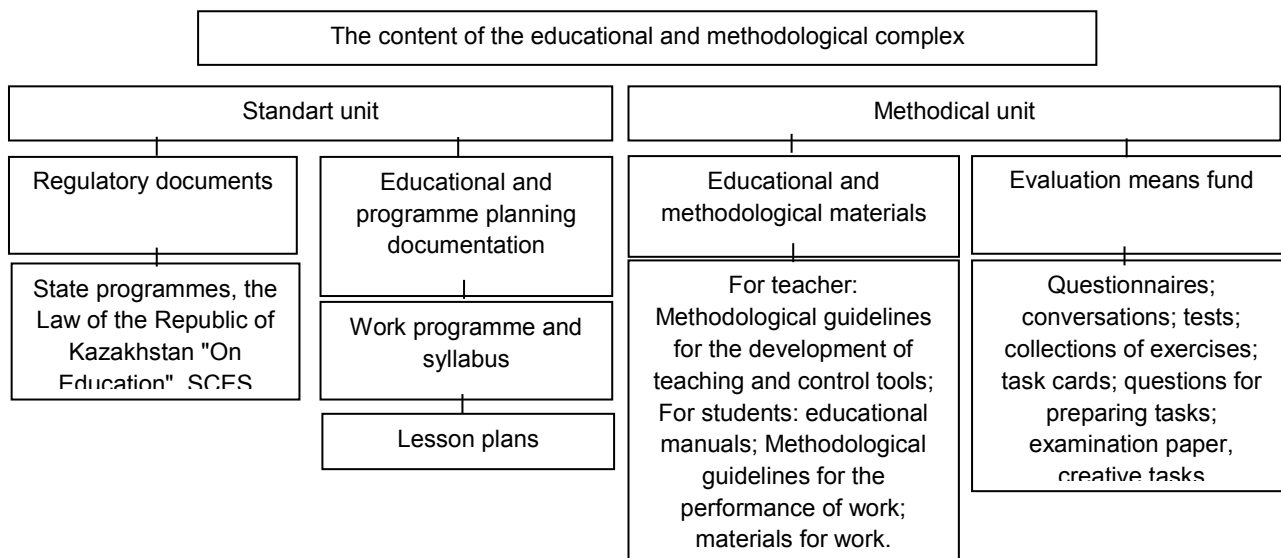 The content of the educational and methodological complex
Standart unit
Methodical unit
Regulatory documents
Educational and
programme planning
documentation
Educational and
methodological materials
Evaluation means fund
State programmes, the
Law of the Republic of
Kazakhstan "On
Education", SCES
Work programme and
syllabus
Lesson plans
For teacher:
Methodological guidelines
for the development of
teaching and control tools;
For students: educational
manuals; Methodological
guidelines for the
performance of work;
materials for work.
Questionnaires;
conversations; tests;
collections of exercises;
task cards; questions for
preparing tasks;
examination paper,
creative tasks